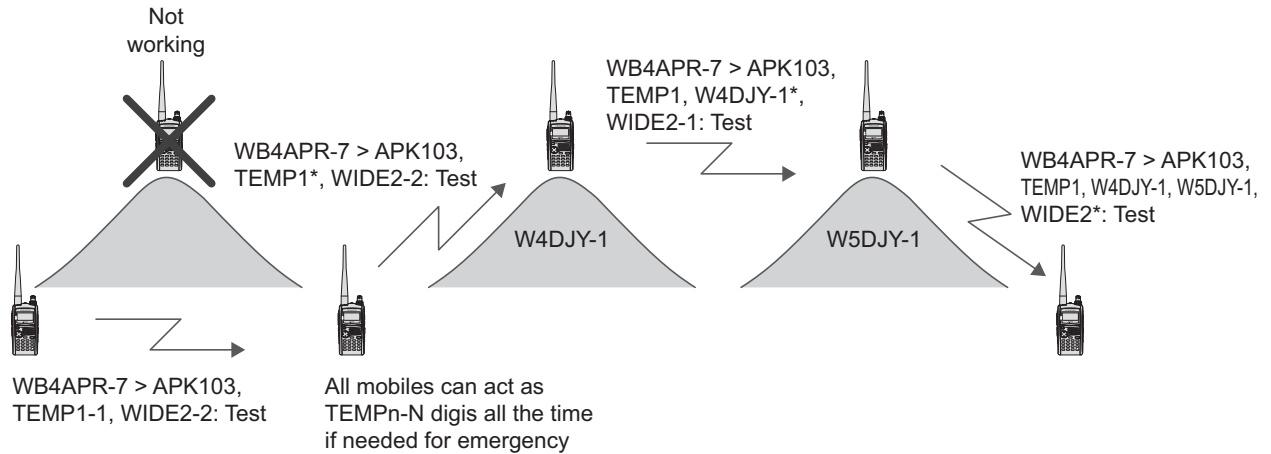 Not
working
WB4APR-7 > APK103,
TEMP1*, WIDE2-2: Test
WB4APR-7 > APK103,
TEMP1, W4DJY-1*,
WIDE2-1: Test
WB4APR-7 > APK103,
TEMP1, W4DJY-1, W5DJY-1,
WIDE2*: Test
W4DJY-1
W5DJY-1
WB4APR-7 > APK103,
TEMP1-1, WIDE2-2: Test
All mobiles can act as
TEMPn-N digis all the time
if needed for emergency